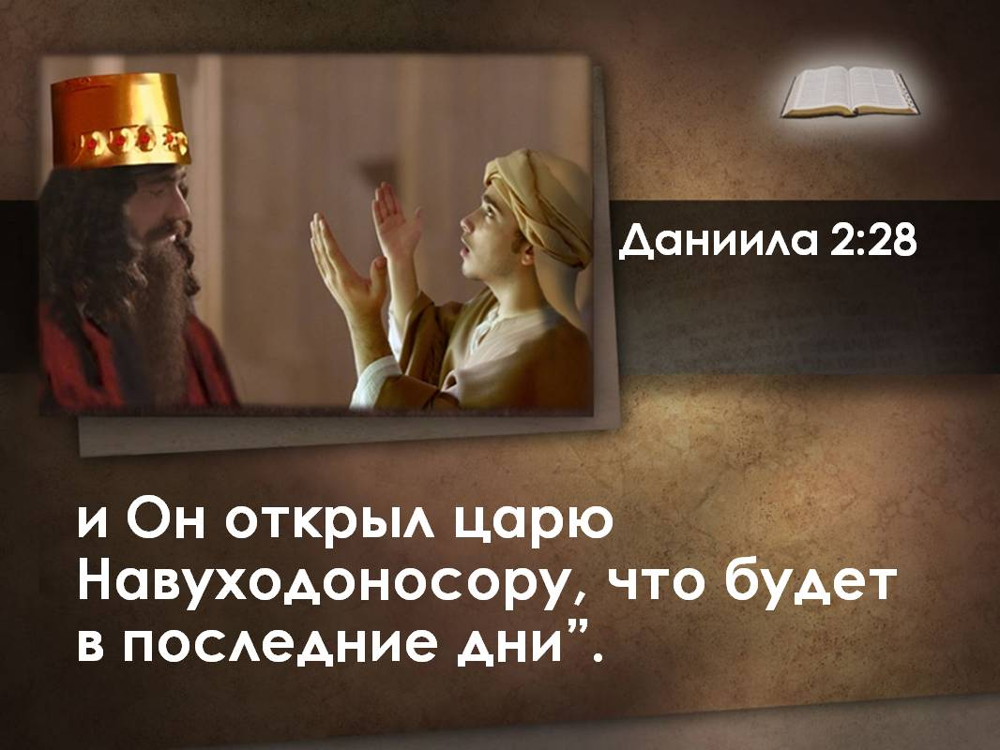 Даниила 2:28
и Он открыл царю
Навуходоносору, что будет
в последние дни”.